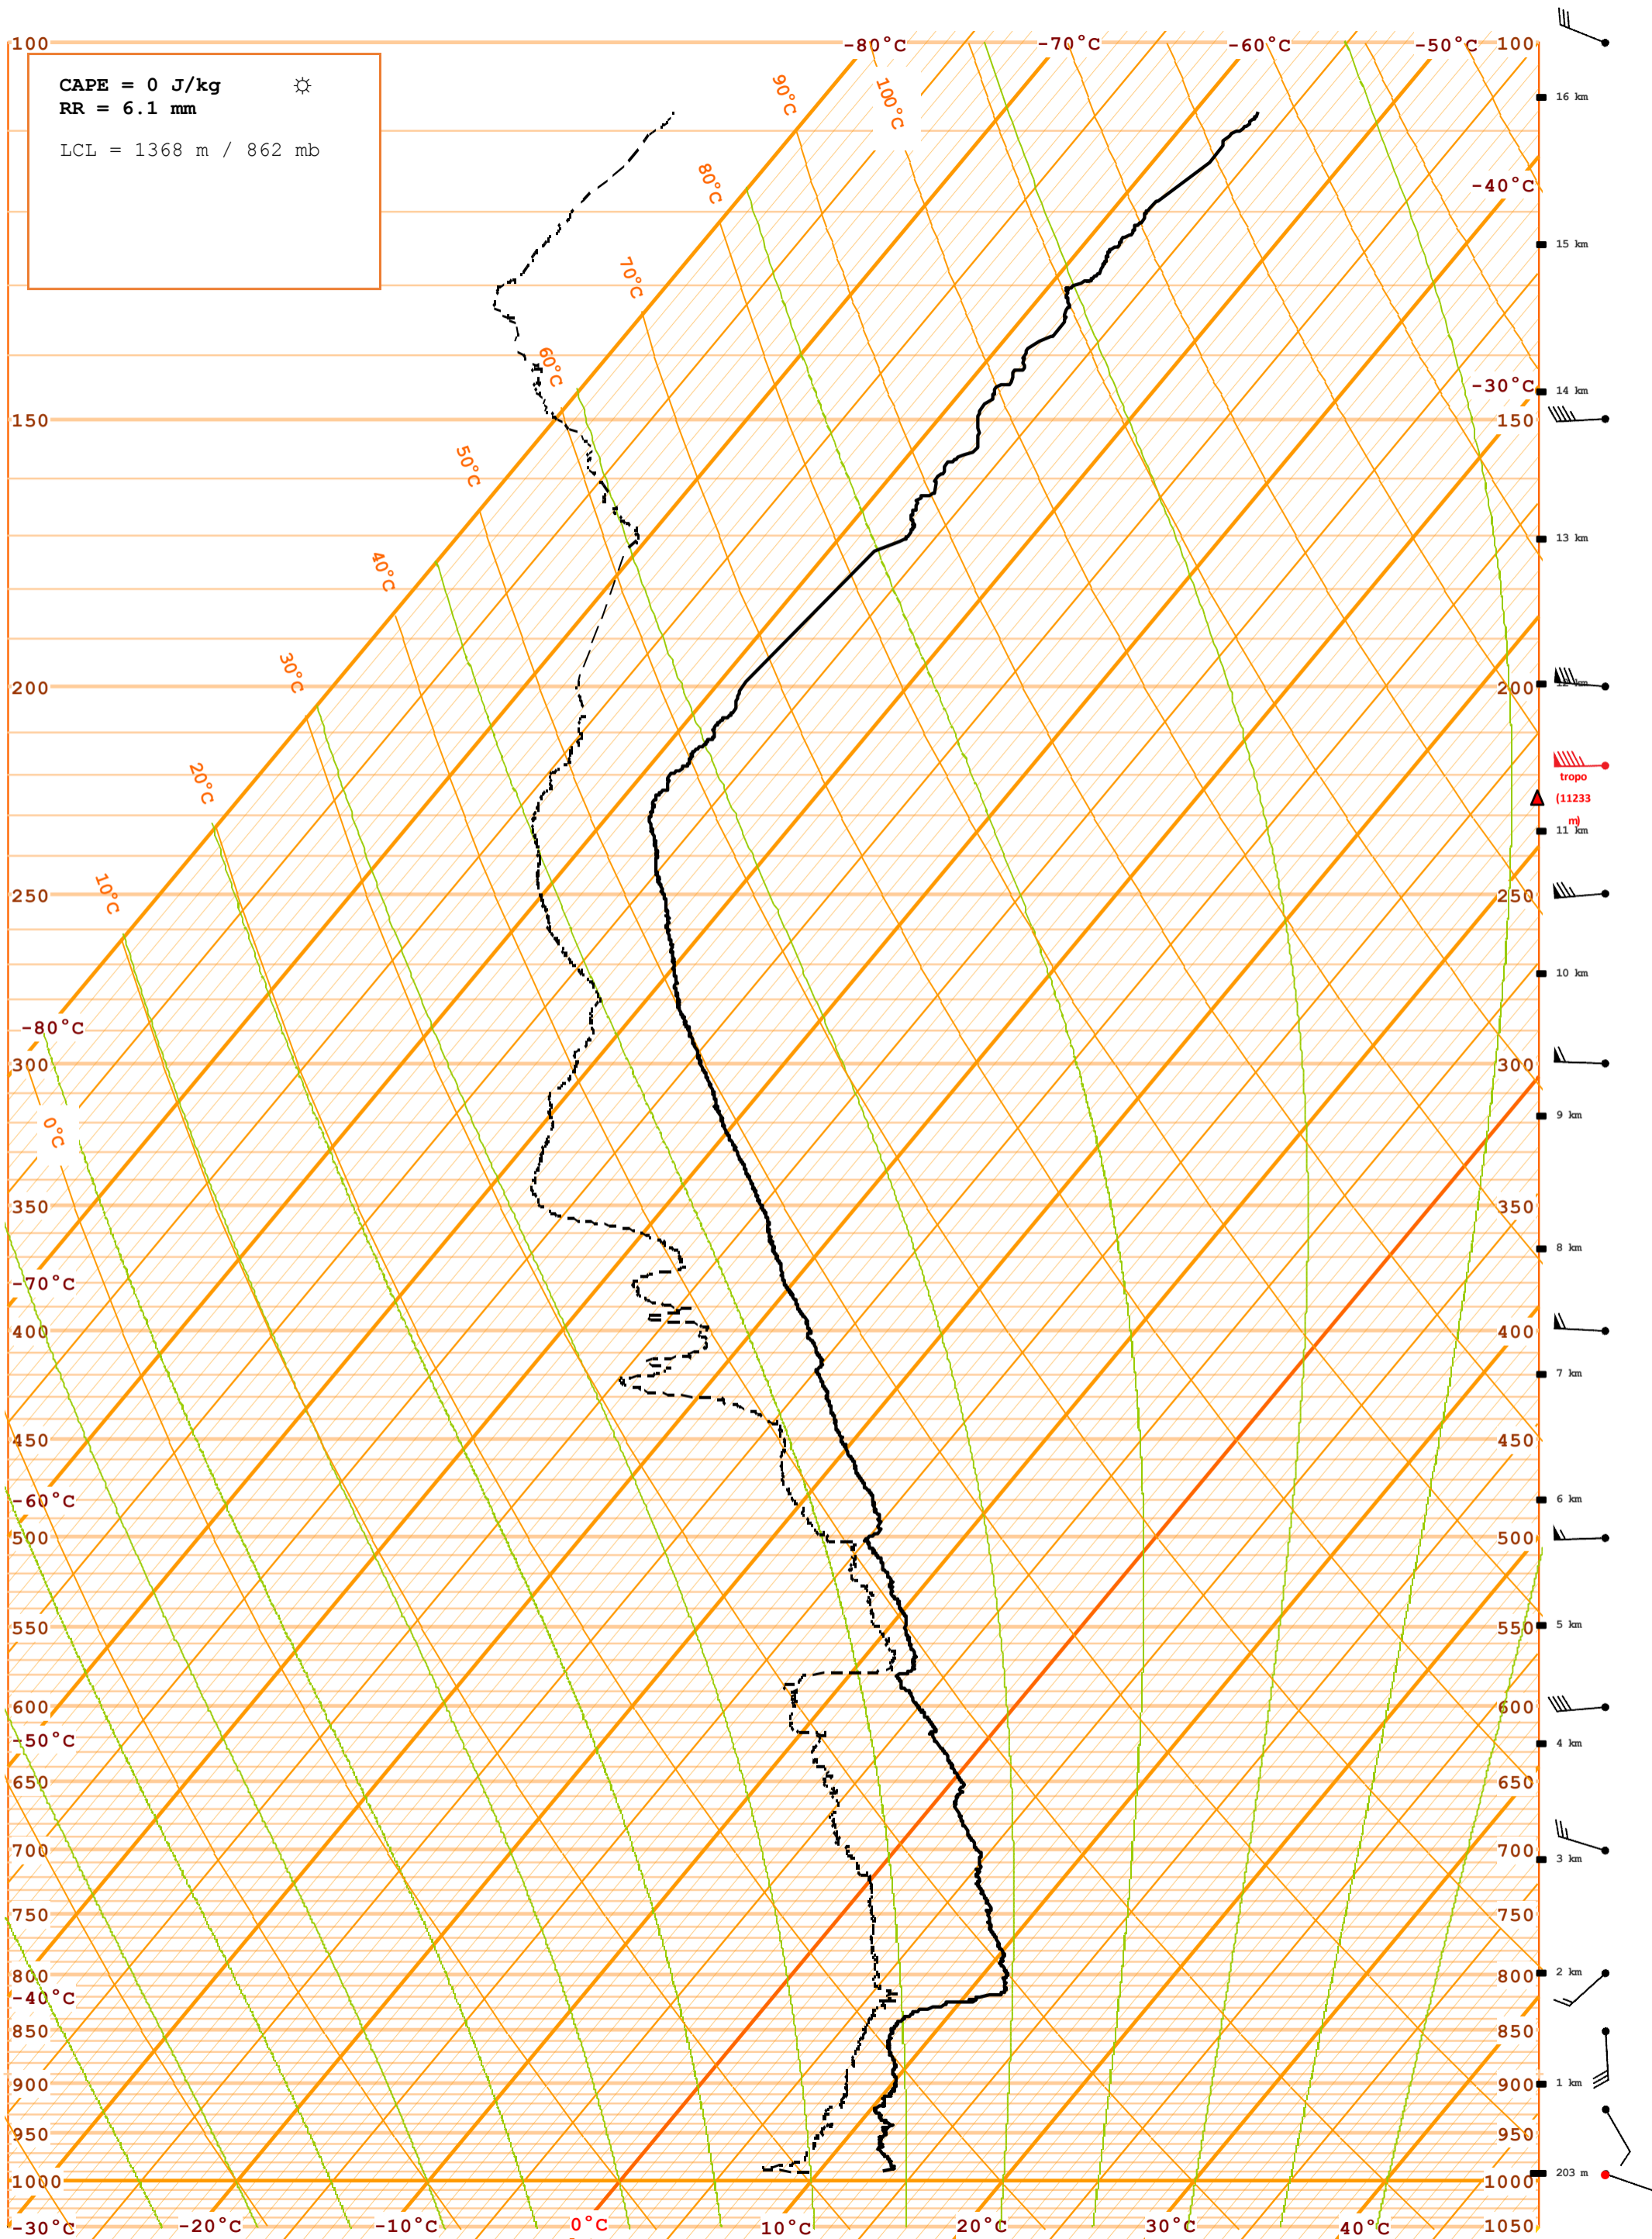 100 -80°C -70°C -60°C -50°C 100
CAPE = 0 J/kg ☼
RR = 6.1 mm
LCL = 1368 m / 862 mb
90°C 100°C
16 km
80°C -40°C
15 km
70°C
60°C -30°C 14 km
150 150
50°C
13 km
40°C
30°C
200 200 12 km
20°C tropo
(11233
m)
11 km
10°C
250 250
10 km
-80°C
300 300
0°C 9 km
350 350
8 km
-70°C
400 400
7 km
450 450
-60°C 6 km
500 500
550 550 5 km
600 600
-50°C 4 km
650 650
700 700
3 km
750 750
800 800 2 km
-40°C
850 850
900 900 1 km
950 950
1000 1000 203 m
-30°C -20°C -10°C 0°C 10°C 20°C 30°C 40°C 1050